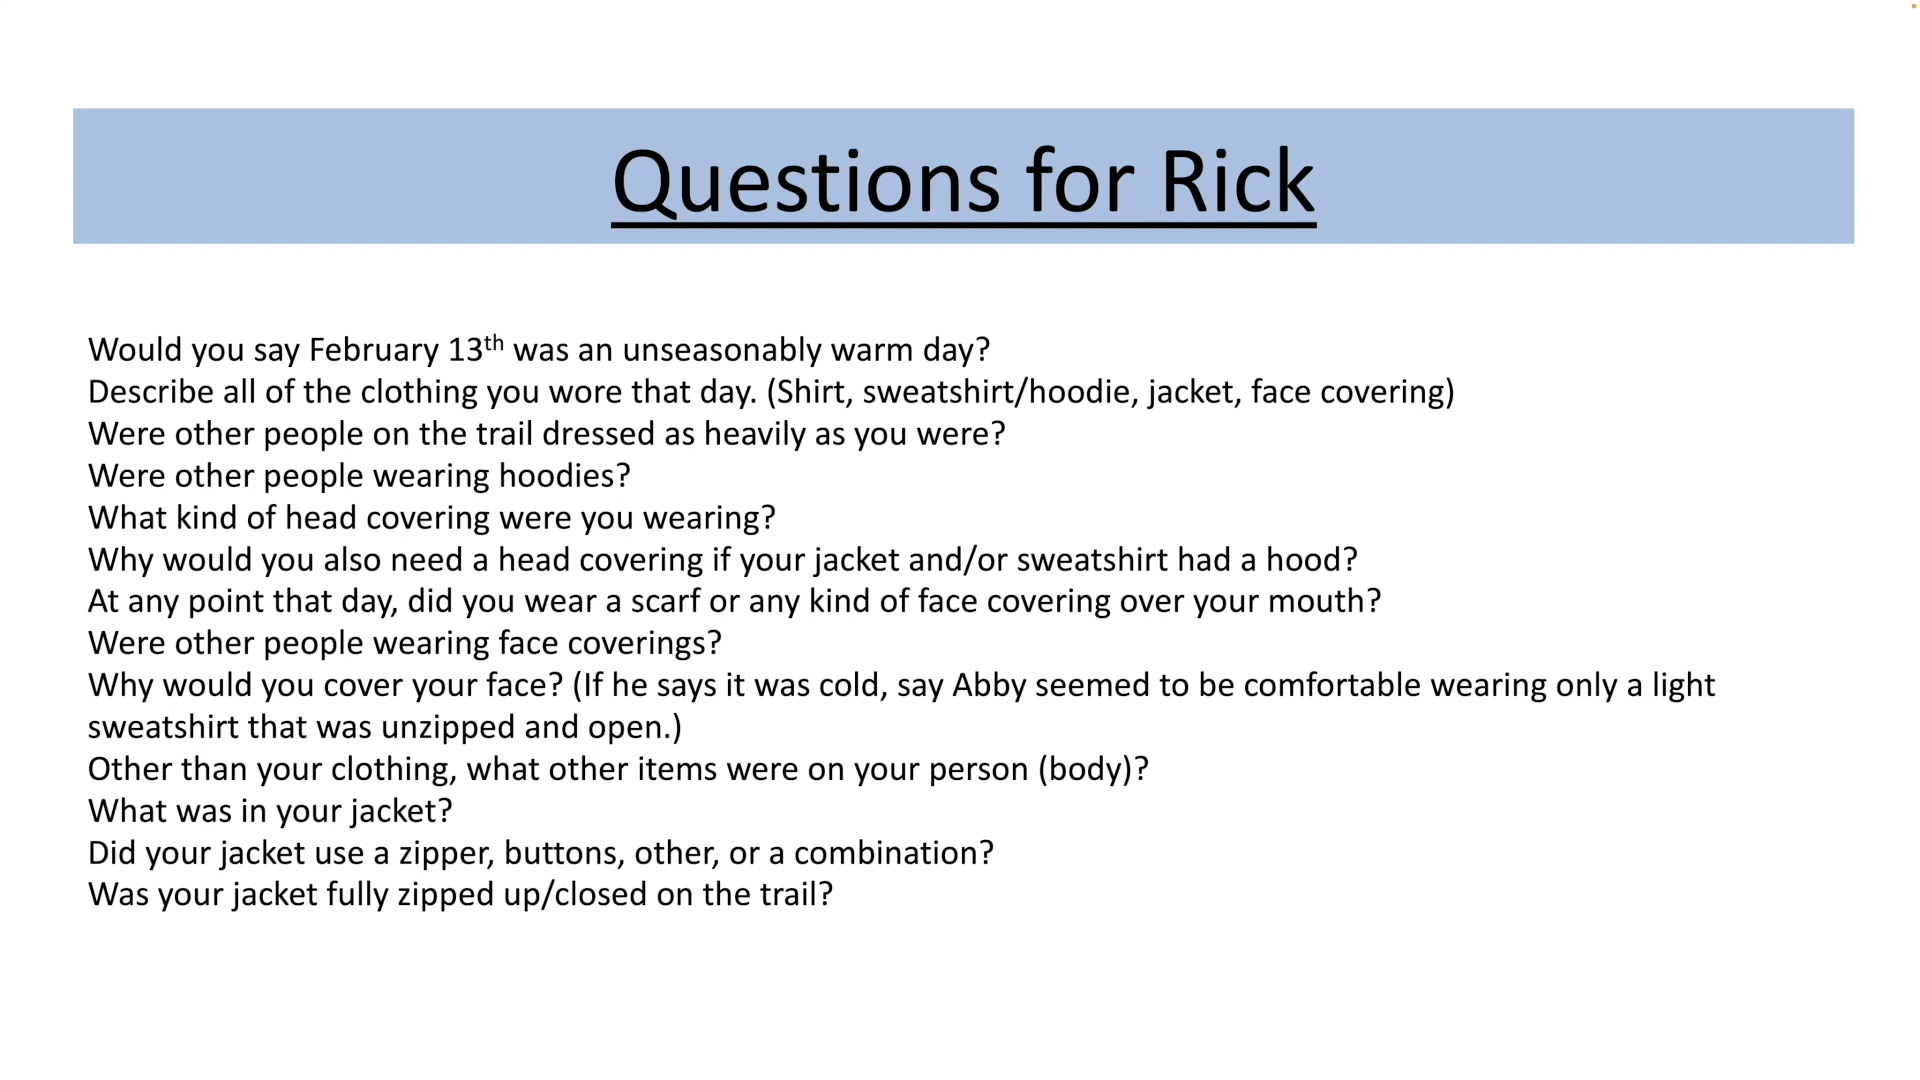 Questions for Rick
Would you say February 13th was an unseasonably warm day?
Describe all of the clothing you wore that day. (Shirt, sweatshirt/hoodie, jacket, face covering)
Were other people on the trail dressed as heavily as you were?
Were other people wearing hoodies?
What kind of head covering were you wearing?
Why would you also need a head covering if your jacket and/or sweatshirt had a hood?
At any point that day, did you wear a scarf or any kind of face covering over your mouth?
Were other people wearing face coverings?
Why would you cover your face? (If he says it was cold, say Abby seemed to be comfortable wearing only a light
sweatshirt that was unzipped and open.)
Other than your clothing, what other items were on your person (body)?
What was in your jacket?
Did your jacket use a zipper, buttons, other, or a combination?
Was your jacket fully zipped up/closed on the trail?